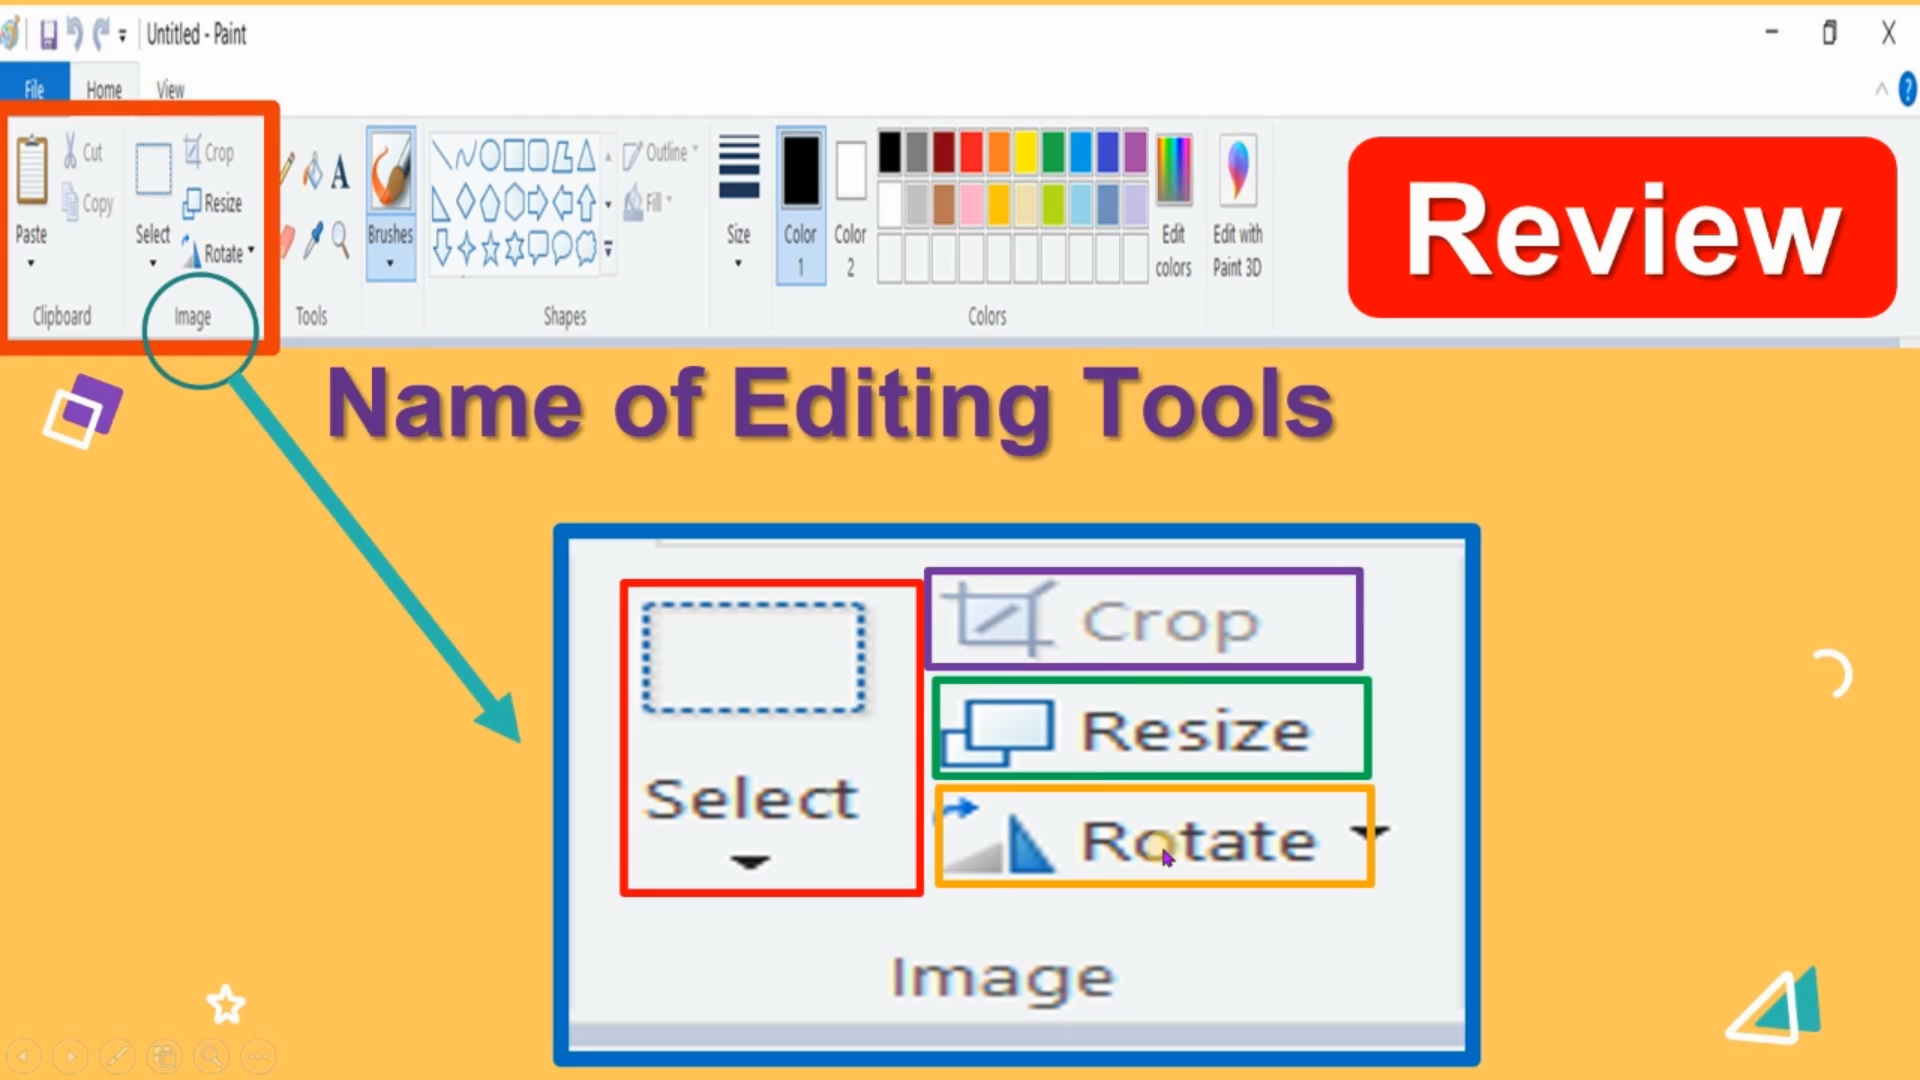 Untitled - Paint
File Home View
Paste
Cut
Copy
Clipboard
Select
Crop
Resize
Rotate
Image
A
Tools
Brushes
Outline
Fill
Shapes
Size
Color 1
Color 2
Edit colors
Edit with Paint 3D
Colors
?
Review
Name of Editing Tools
Select
Crop
Resize
Rotate
Image